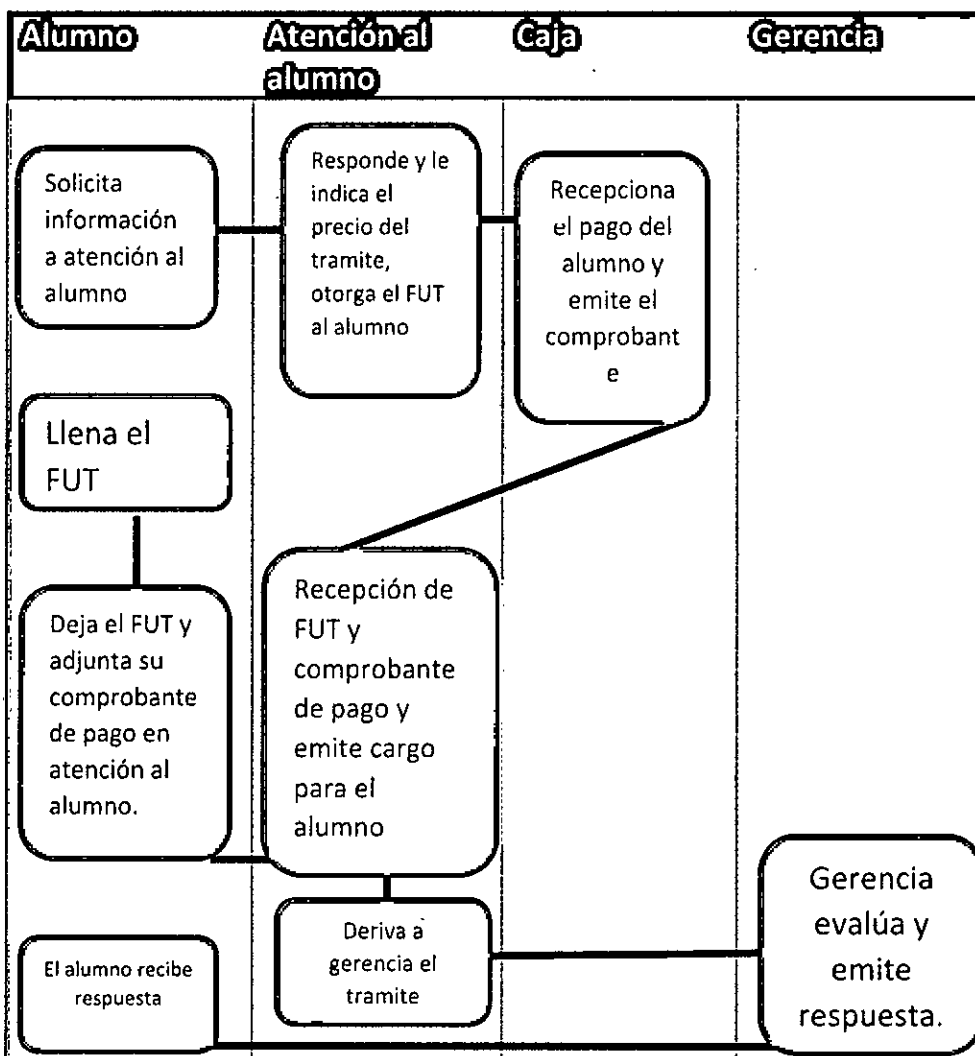 Alumno
Atención al
alumno
Caja
Gerencia
Solicita
información
a atención al
alumno
Responde y le
indica el
precio del
tramite,
otorga el FUT
al alumno
Recepciona
el pago del
alumno y
emite el
comprobant
e
Llena el
FUT
Deja el FUT y
adjunta su
comprobante
de pago en
atención al
alumno.
Recepción de
FUT y
comprobante
de pago y
emite cargo
para el
alumno
Deriva a
gerencia el
tramite
Gerencia
evalúa y
emite
respuesta.
El alumno recibe
respuesta